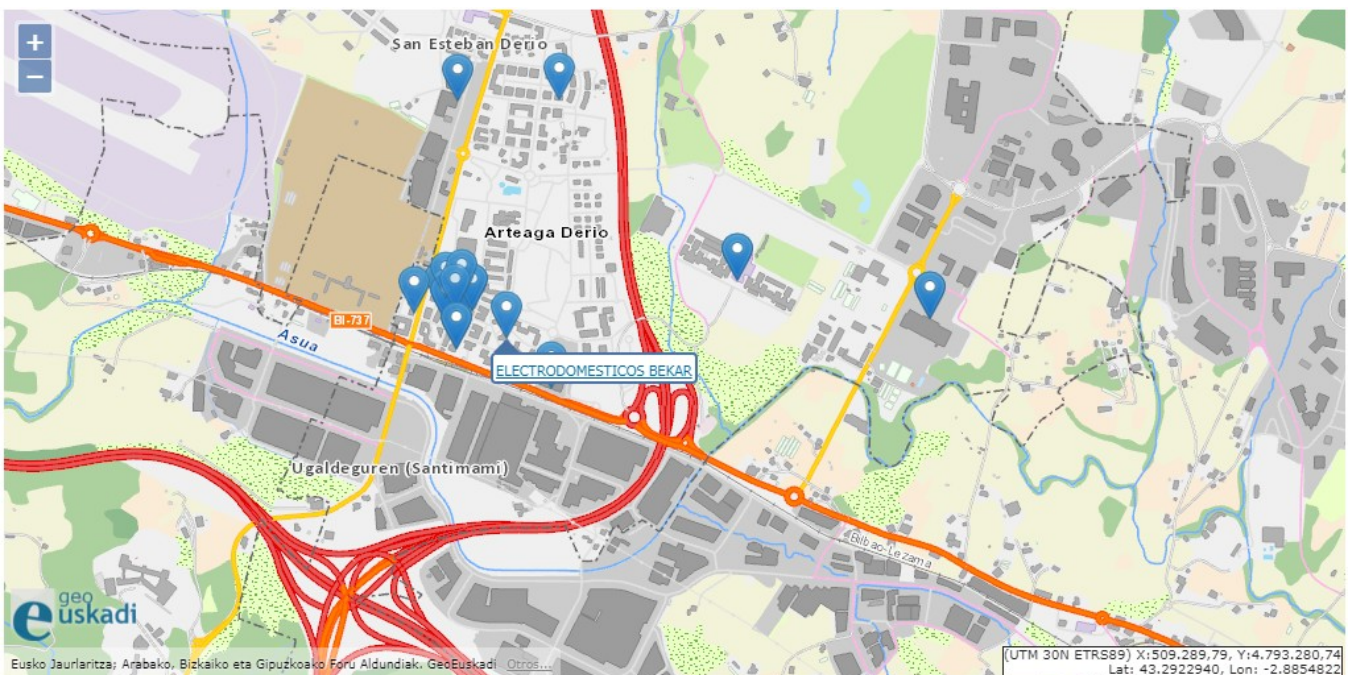 +
−
San Esteban Derio
Arteaga Derio
BI-737
Asua
ELECTRODOMESTICOS BEKAR
Ugaldeguren (Santimami)
Bilbao-Lezama
geo
euskadi
Eusko Jaurlaritza; Arabako, Bizkaiko eta Gipuzkoako Foru Aldundiak. GeoEuskadi Otros...
(UTM 30N ETRS89) X:509.289,79, Y:4.793.280,74
Lat: 43.2922940, Lon: -2.8854822